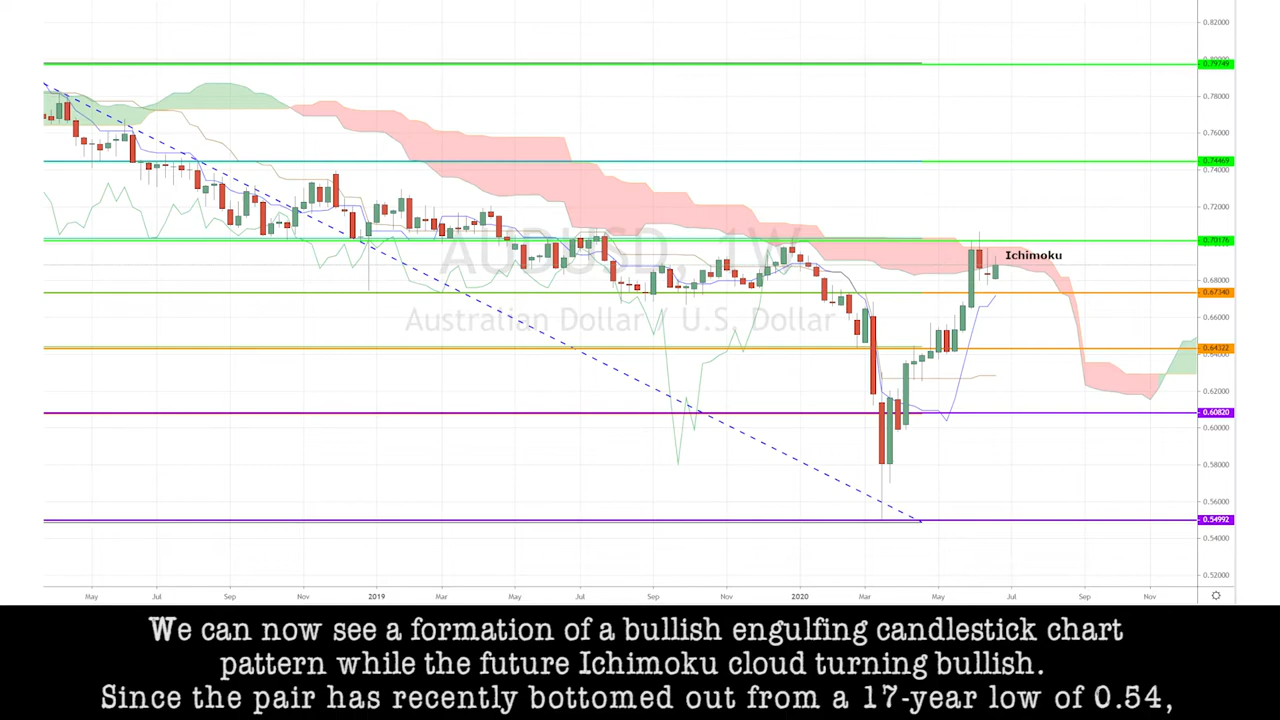 0.82000
0.79749
0.78000
0.76000
0.74469
0.74000
0.72000
0.70176
AUDUSD, 1W
Ichimoku
0.68000
0.67340
0.66000
Australian Dollar / U.S. Dollar
0.64322
0.62000
0.60820
0.60000
0.58000
0.56000
0.54992
0.54000
0.52000
May Jul Sep Nov 2019 Mar May Jul Sep Nov 2020 Mar May Jul Sep Nov
We can now see a formation of a bullish engulfing candlestick chart
pattern while the future Ichimoku cloud turning bullish.
Since the pair has recently bottomed out from a 17-year low of 0.54,